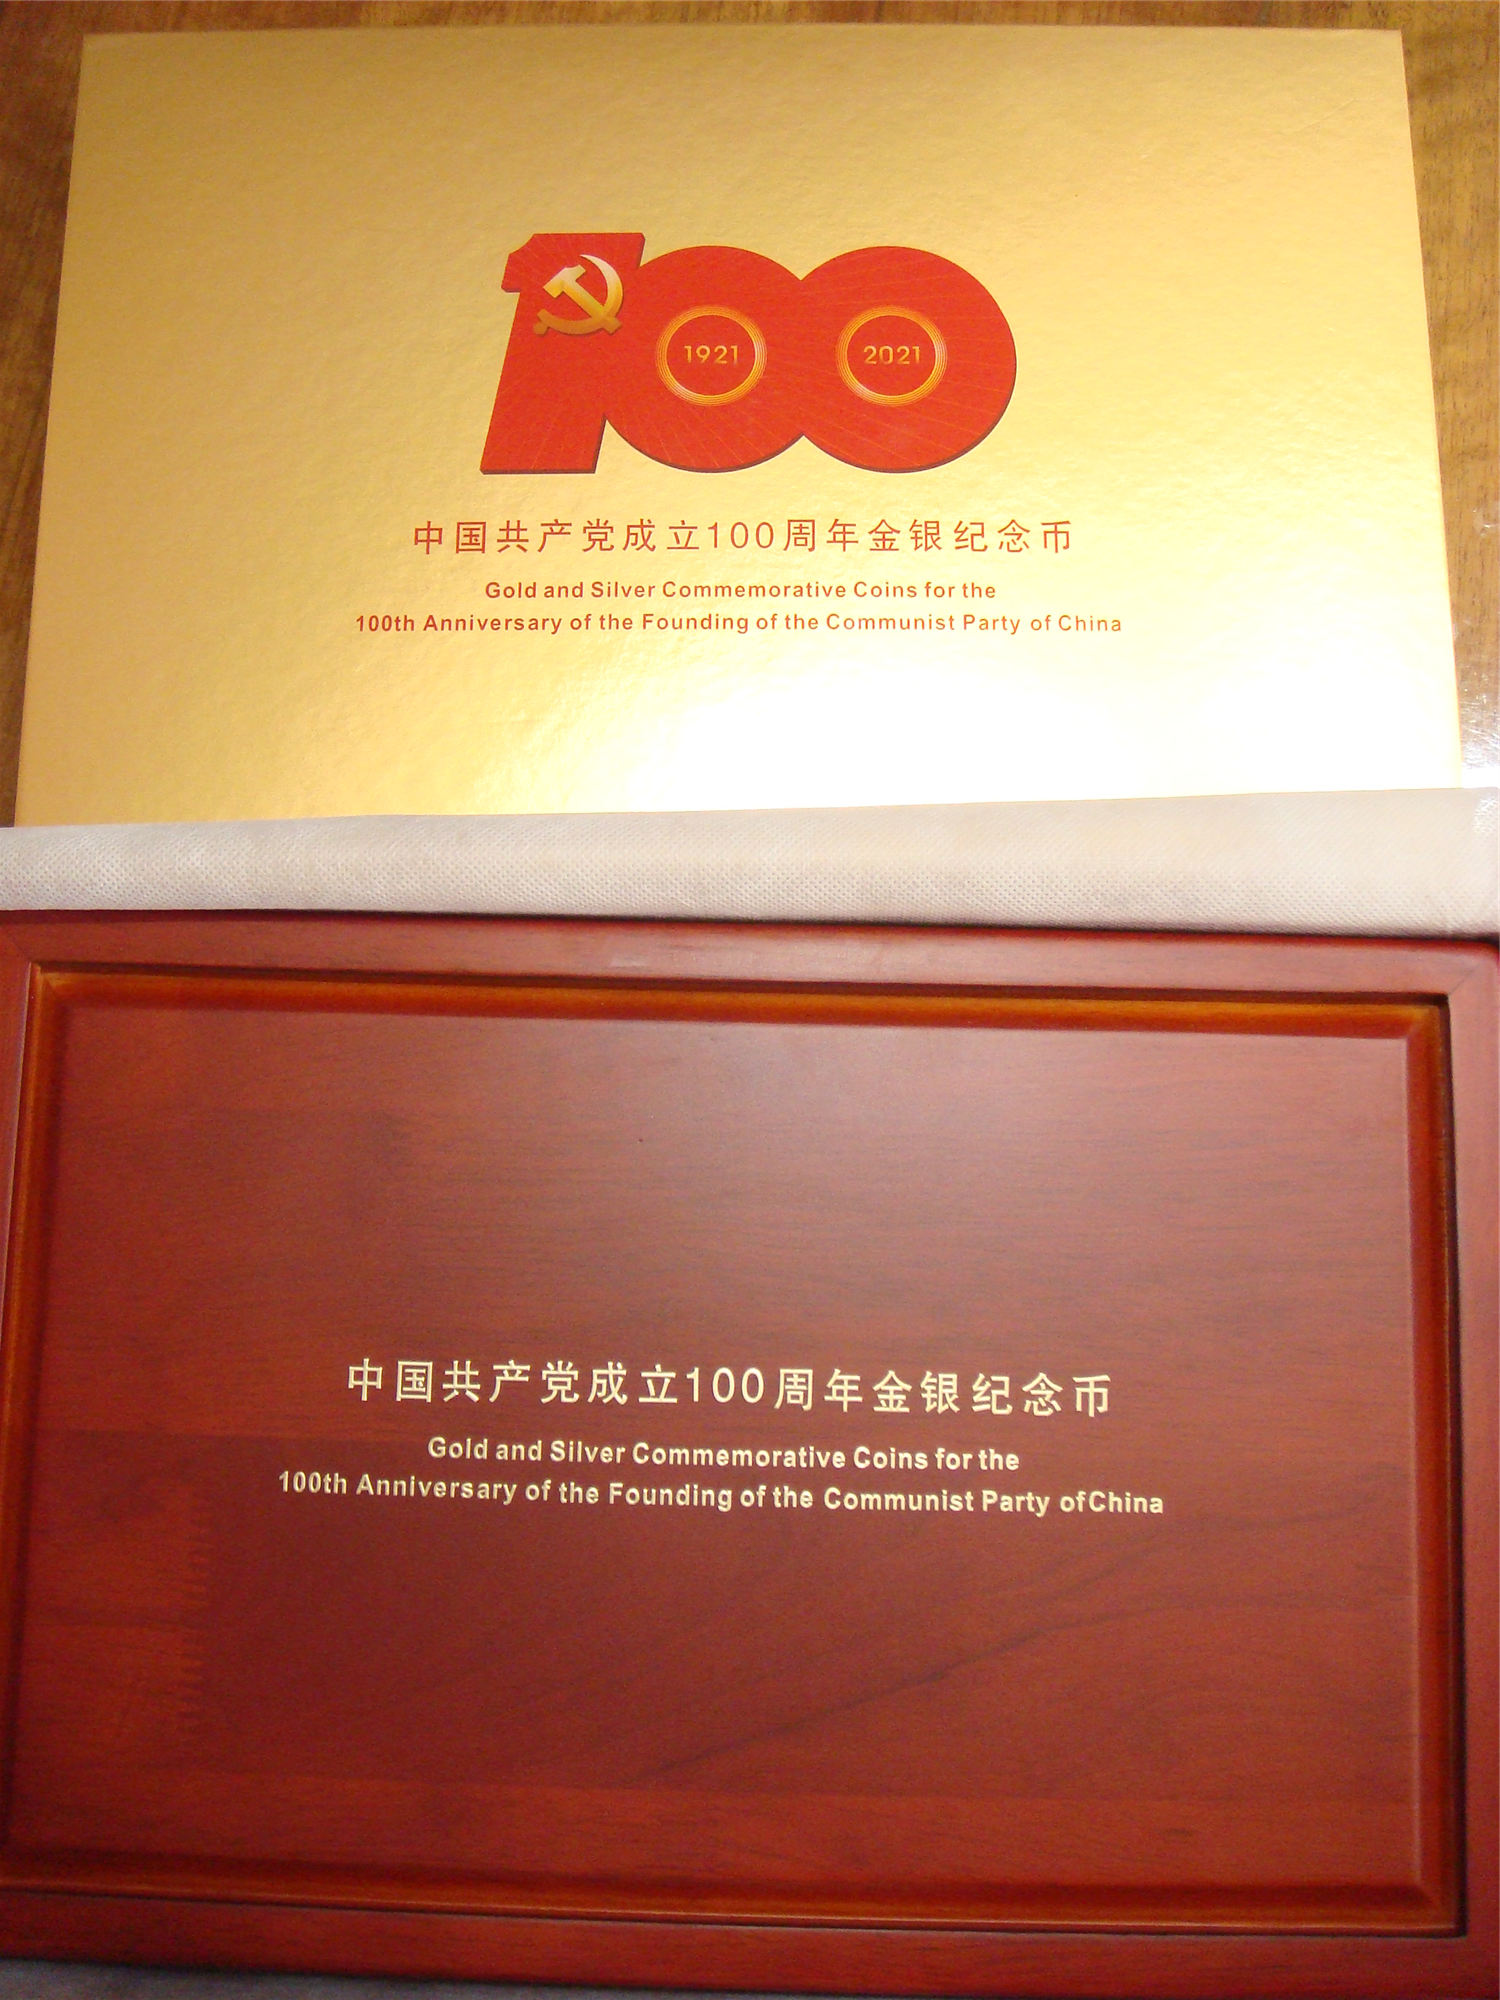 100
1921
2021
中国共产党成立100周年金银纪念币
Gold and Silver Commemorative Coins for the
100th Anniversary of the Founding of the Communist Party of China
中国共产党成立100周年金银纪念币
Gold and Silver Commemorative Coins for the
100th Anniversary of the Founding of the Communist Party ofChina